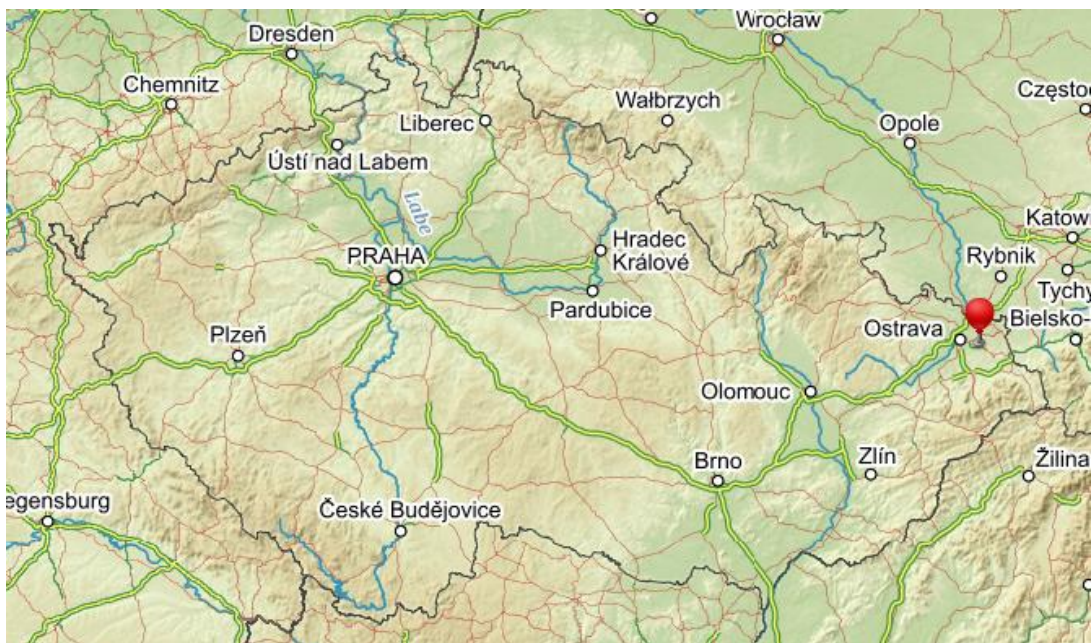 Wrocław
Dresden
Chemnitz
Wałbrzych
Często
Liberec
Opole
Ústí nad Labem
Labe
Katow
Hradec
Králové
PRAHA
Rybnik
Tychy
Pardubice
Bielsko-
Ostrava
Plzeň
Olomouc
Brno
Zlín
Žilina
egensburg
České Budějovice